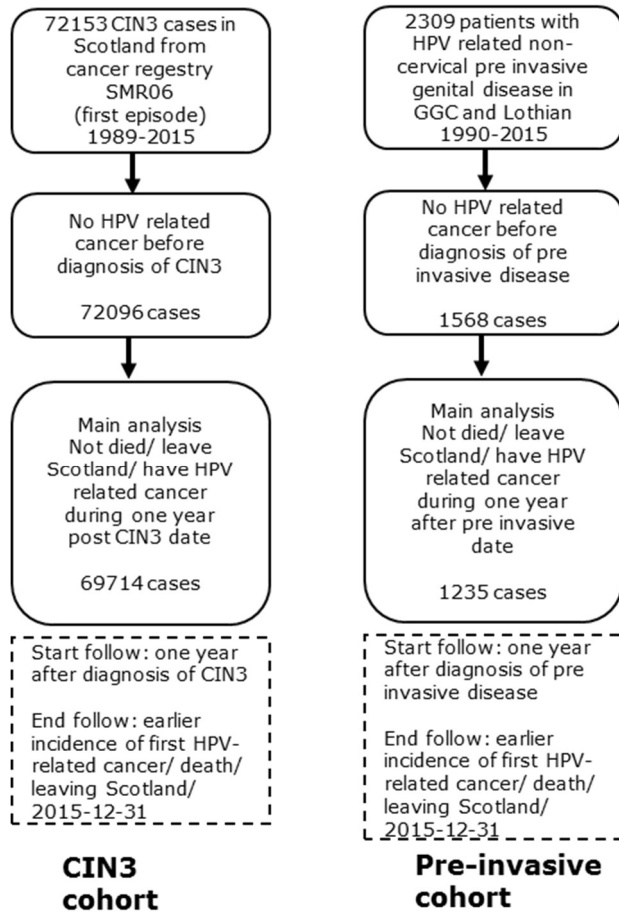 72153 CIN3 cases in
Scotland from
cancer regestry
SMR06
(first episode)
1989-2015
No HPV related
cancer before
diagnosis of CIN3
72096 cases
Main analysis
Not died/ leave
Scotland/ have HPV
related cancer
during one year
post CIN3 date
69714 cases
Start follow: one year
after diagnosis of CIN3
End follow: earlier
incidence of first HPV-
related cancer/ death/
leaving Scotland/
2015-12-31
CIN3
cohort
2309 patients with
HPV related non-
cervical pre invasive
genital disease in
GGC and Lothian
1990-2015
No HPV related
cancer before
diagnosis of pre
invasive disease
1568 cases
Main analysis
Not died/ leave
Scotland/ have HPV
related cancer
during one year
after pre invasive
date
1235 cases
Start follow: one year
after diagnosis of pre
invasive disease
End follow: earlier
incidence of first HPV-
related cancer/ death/
leaving Scotland/
2015-12-31
Pre-invasive
cohort